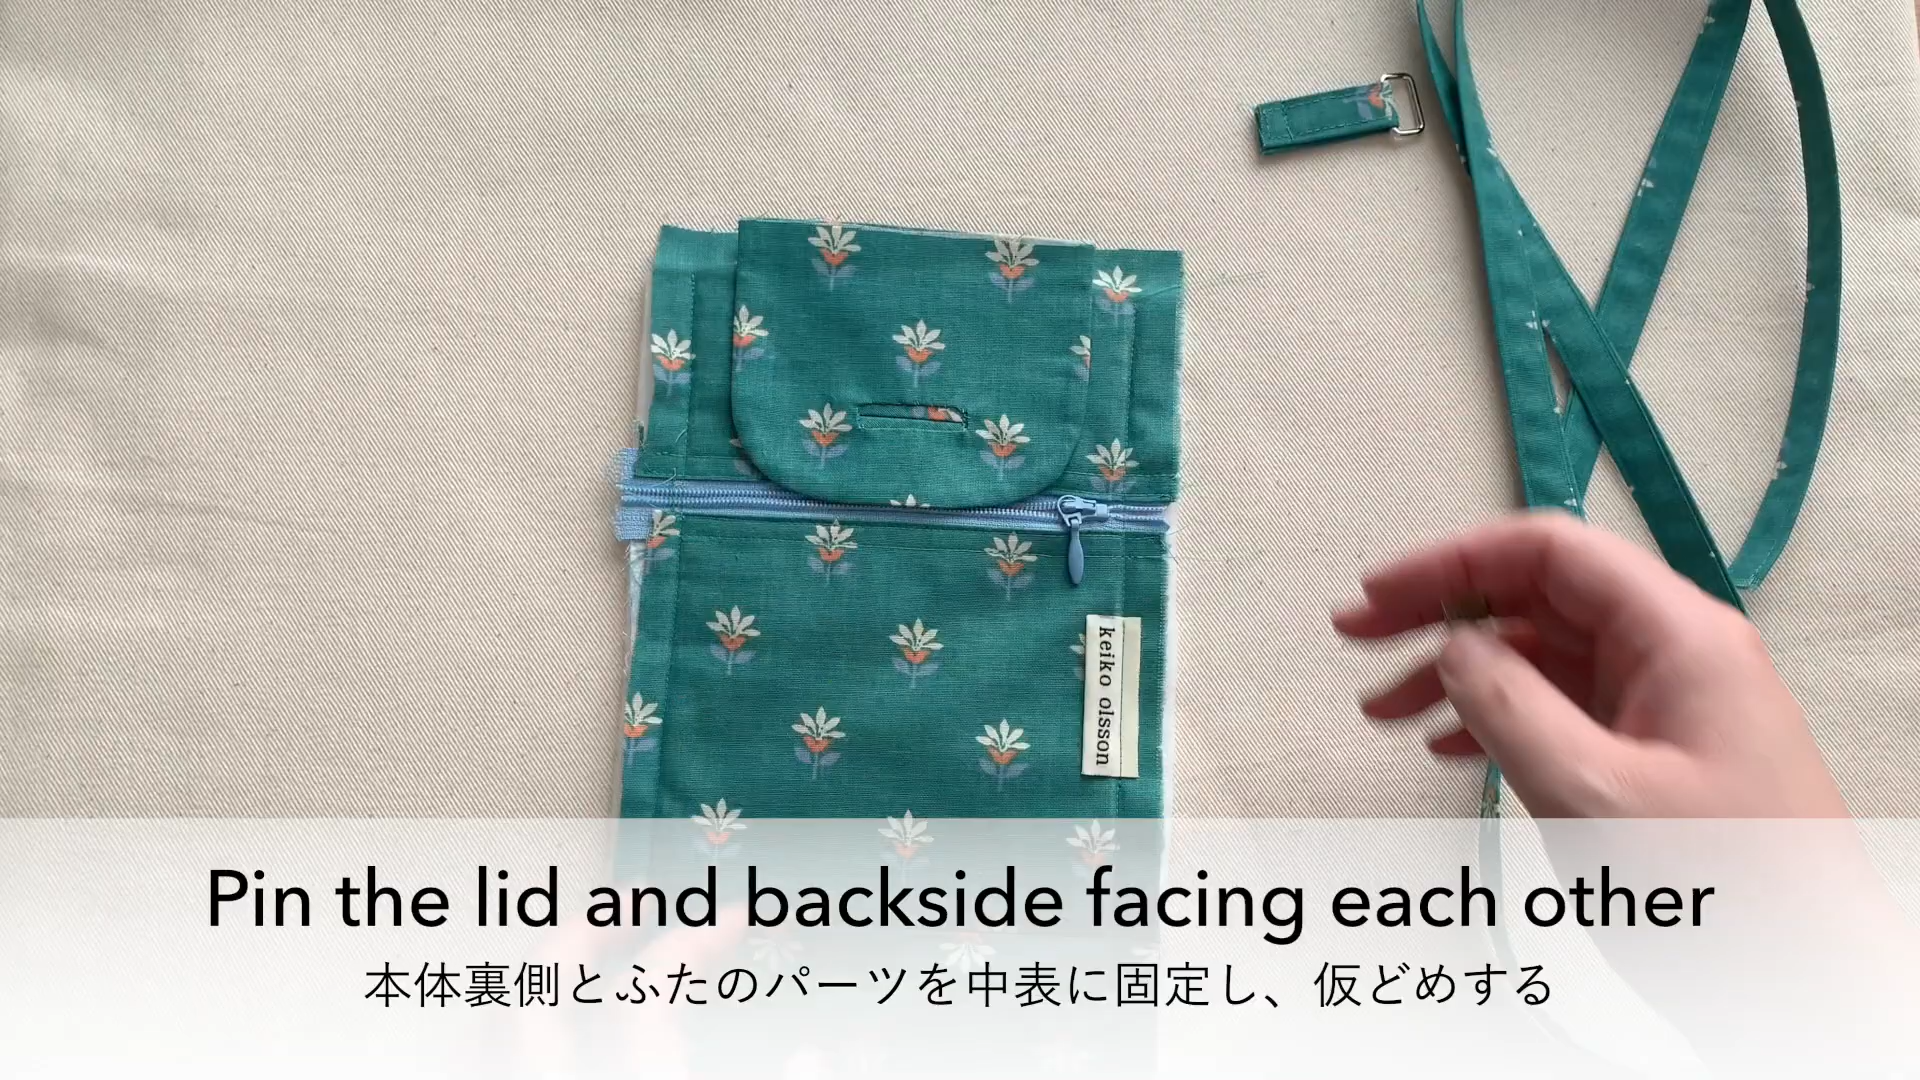 keiko olsson
Pin the lid and backside facing each other
本体裏側とふたのパーツを中表に固定し、仮どめする